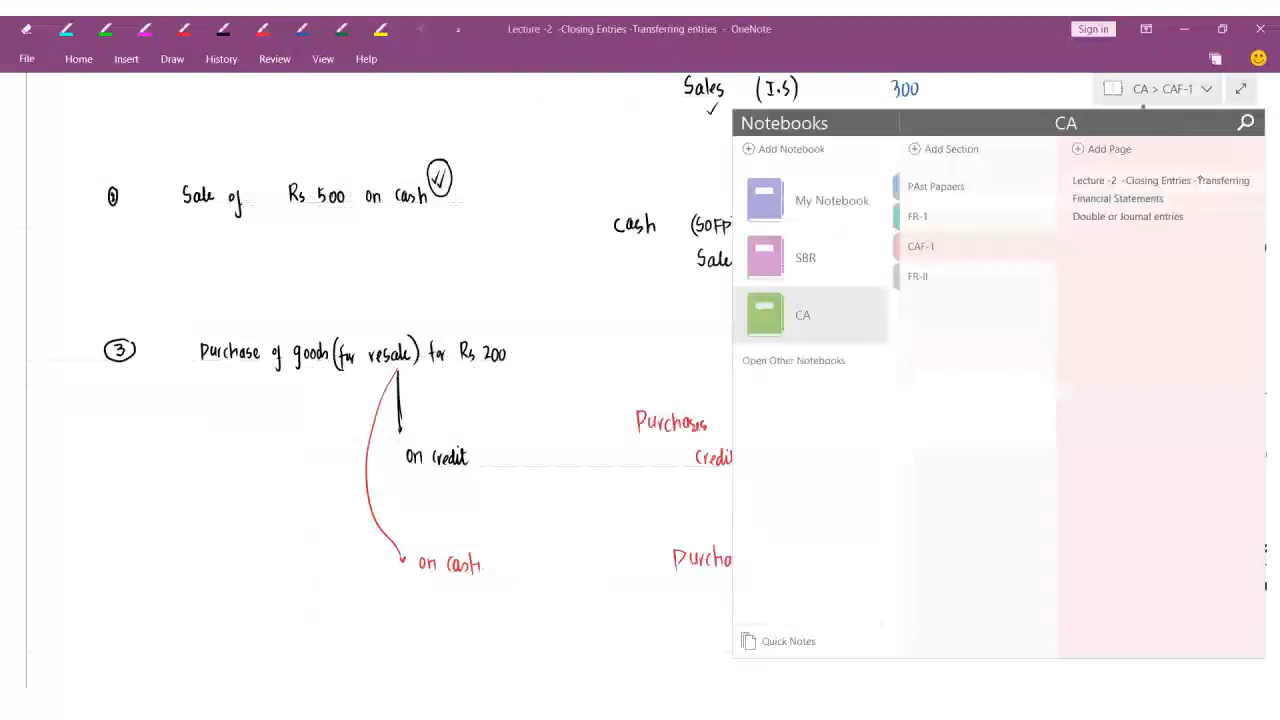 Lecture -2 -Closing Entries -Transferring entries - OneNote
Sign in
File Home Insert Draw History Review View Help
Sales (I.S) 300
CA > CAF-1
Notebooks
CA
Add Notebook
Add Section
Add Page
My Notebook
SBR
CA
Open Other Notebooks
Quick Notes
PAst Papaers
FR-1
CAF-1
FR-II
Lecture -2 -Closing Entries -Transferring
Financial Statements
Double or Journal entries
Sale of Rs 500 on cash
cash (SOFP
Sale
3 Purchase of goods (for resale) for Rs 200
Purchases
on credit
Credit
on cash
Purcha